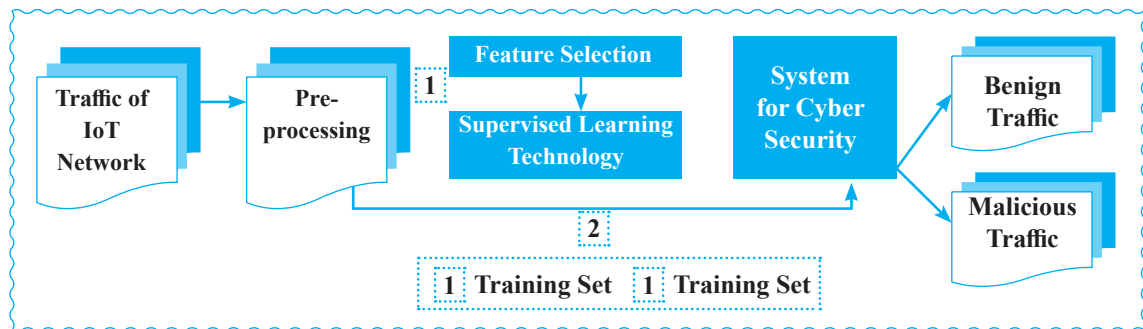 Traffic of
IoT
Network
Pre-
processing
1
Feature Selection
Supervised Learning
Technology
System
for Cyber
Security
Benign
Traffic
Malicious
Traffic
2
1 Training Set 1 Training Set